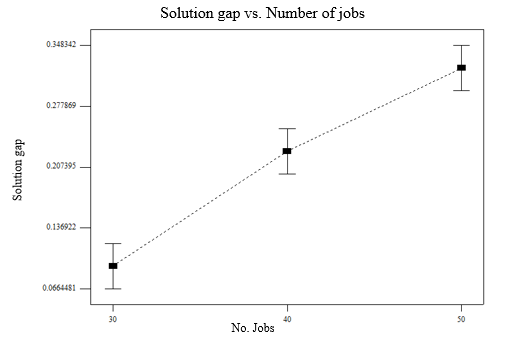 Solution gap vs. Number of jobs
0.348342
0.277869
0.207395
0.136922
0.0664481
Solution gap
30
40
50
No. Jobs